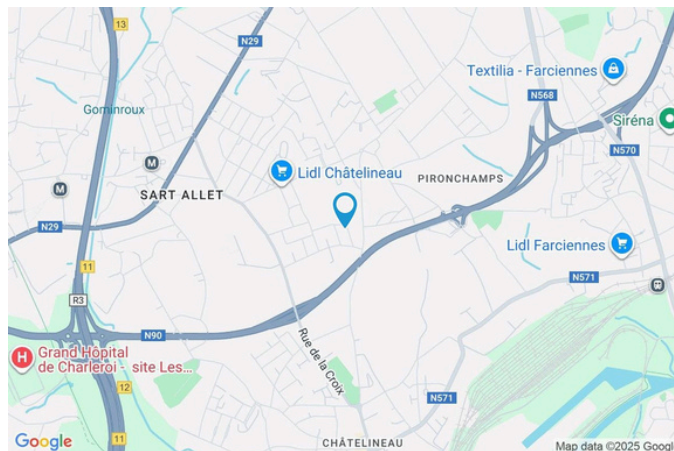 13
N29
Textilia - Farciennes
N568
Siréna
Gominroux
N570
M
Lidl Châtelineau
PIRONCHAMPS
M
SART ALLET
N29
Lidl Farciennes
11
N571
R3
N90
Grand Hôpital
de Charleroi - site Les...
H
Rue de la Croix
12
N571
11
CHÂTELINEAU
Google
Map data ©2025 Google